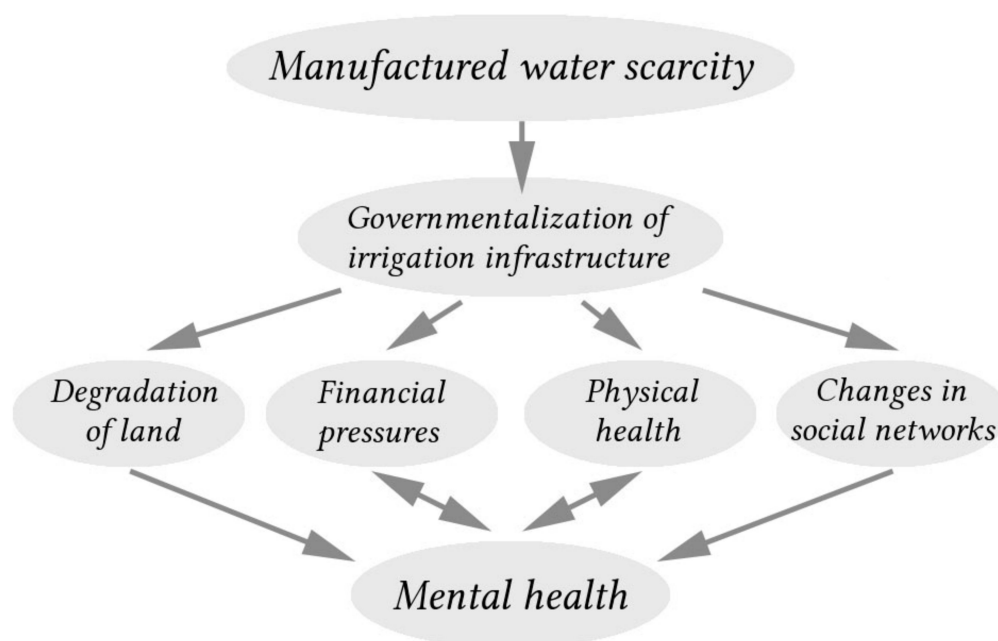 Manufactured water scarcity
Governmentalization of
irrigation infrastructure
Degradation
of land
Financial
pressures
Physical
health
Changes in
social networks
Mental health